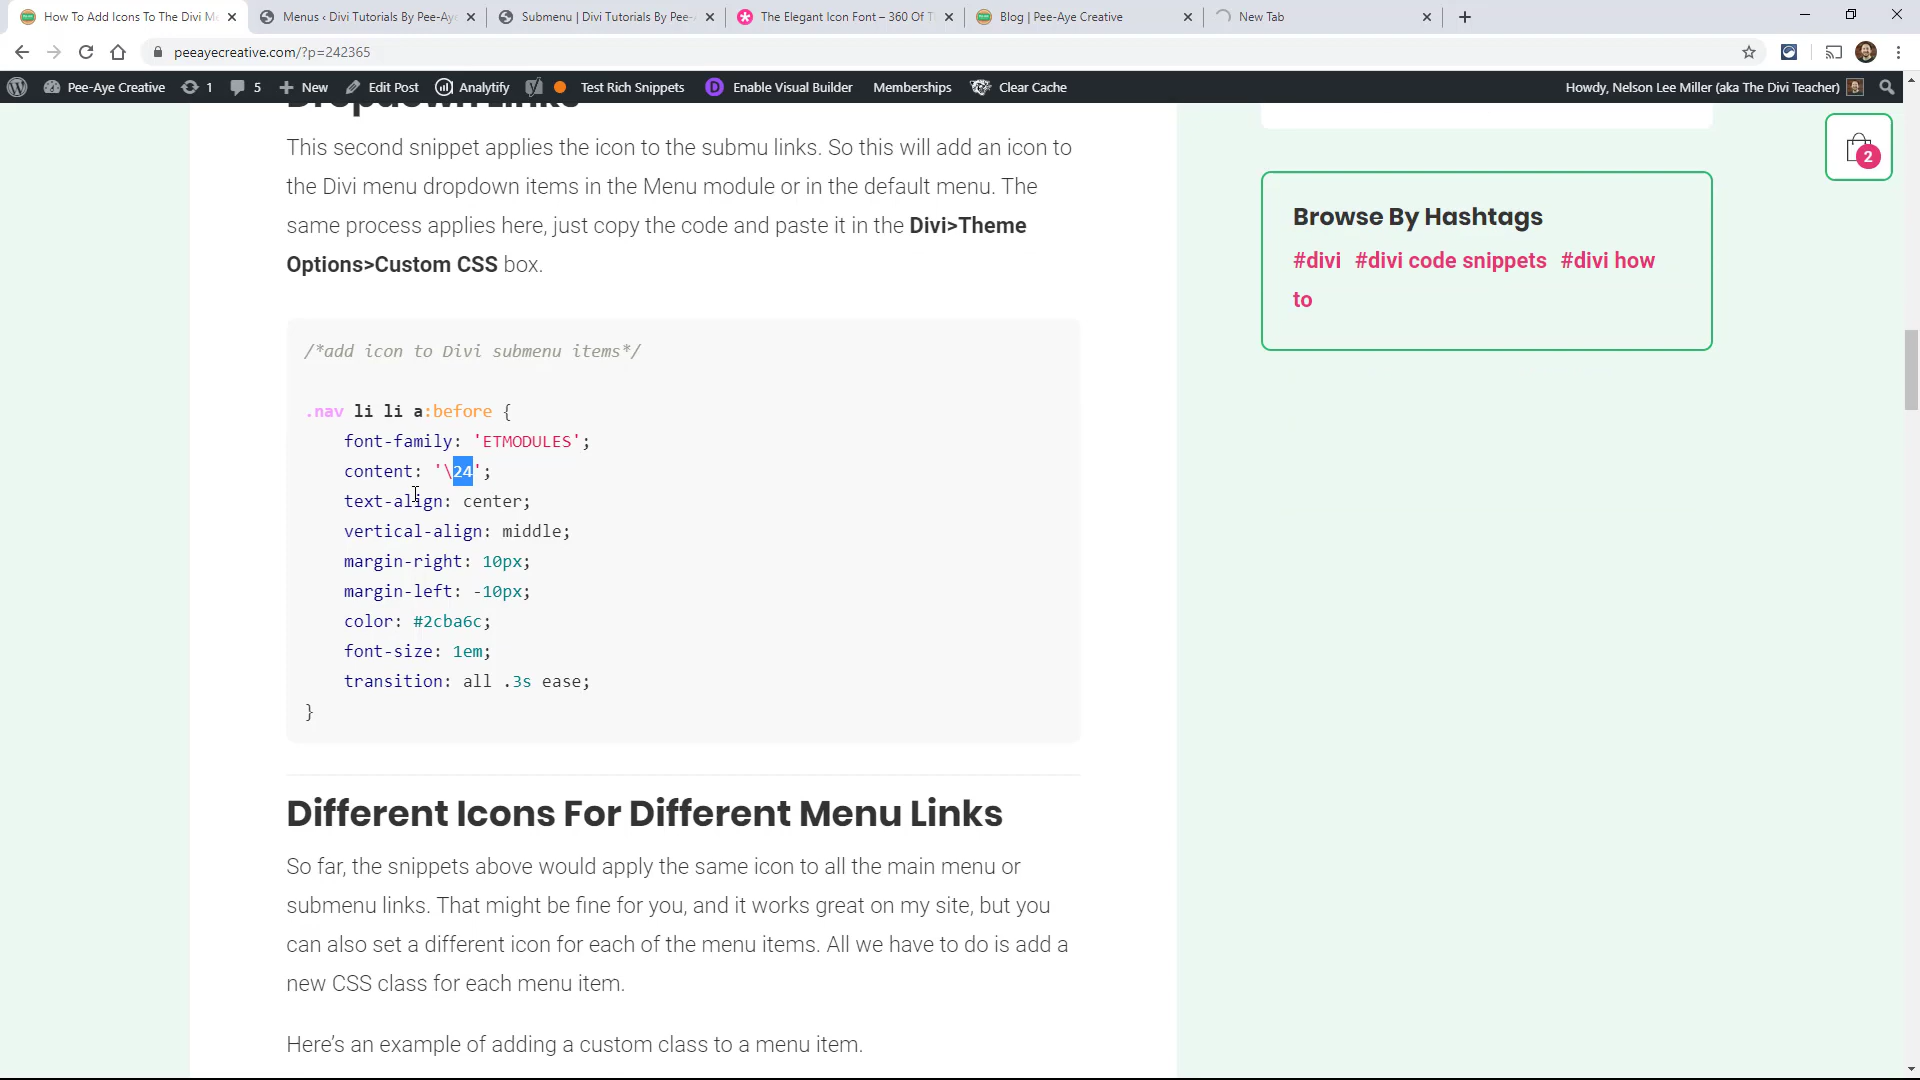 How To Add Icons To The Divi Me
Menus ‹ Divi Tutorials By Pee-Aye
Submenu | Divi Tutorials By Pee-
The Elegant Icon Font – 360 Of T
Blog | Pee-Aye Creative
New Tab
peeayecreative.com/?p=242365
Pee-Aye Creative
1
5
New
Edit Post
Analytify
Test Rich Snippets
D
Enable Visual Builder
Memberships
Clear Cache
Howdy, Nelson Lee Miller (aka The Divi Teacher)
Dropdown Links
This second snippet applies the icon to the submu links. So this will add an icon to
the Divi menu dropdown items in the Menu module or in the default menu. The
same process applies here, just copy the code and paste it in the Divi>Theme
Options>Custom CSS box.
/*add icon to Divi submenu items*/
.nav li li a:before {
font-family: 'ETMODULES';
content: '\24';
text-align: center;
vertical-align: middle;
margin-right: 10px;
margin-left: -10px;
color: #2cba6c;
font-size: 1em;
transition: all .3s ease;
}
Different Icons For Different Menu Links
So far, the snippets above would apply the same icon to all the main menu or
submenu links. That might be fine for you, and it works great on my site, but you
can also set a different icon for each of the menu items. All we have to do is add a
new CSS class for each menu item.
Here’s an example of adding a custom class to a menu item.
2
Browse By Hashtags
#divi #divi code snippets #divi how
to